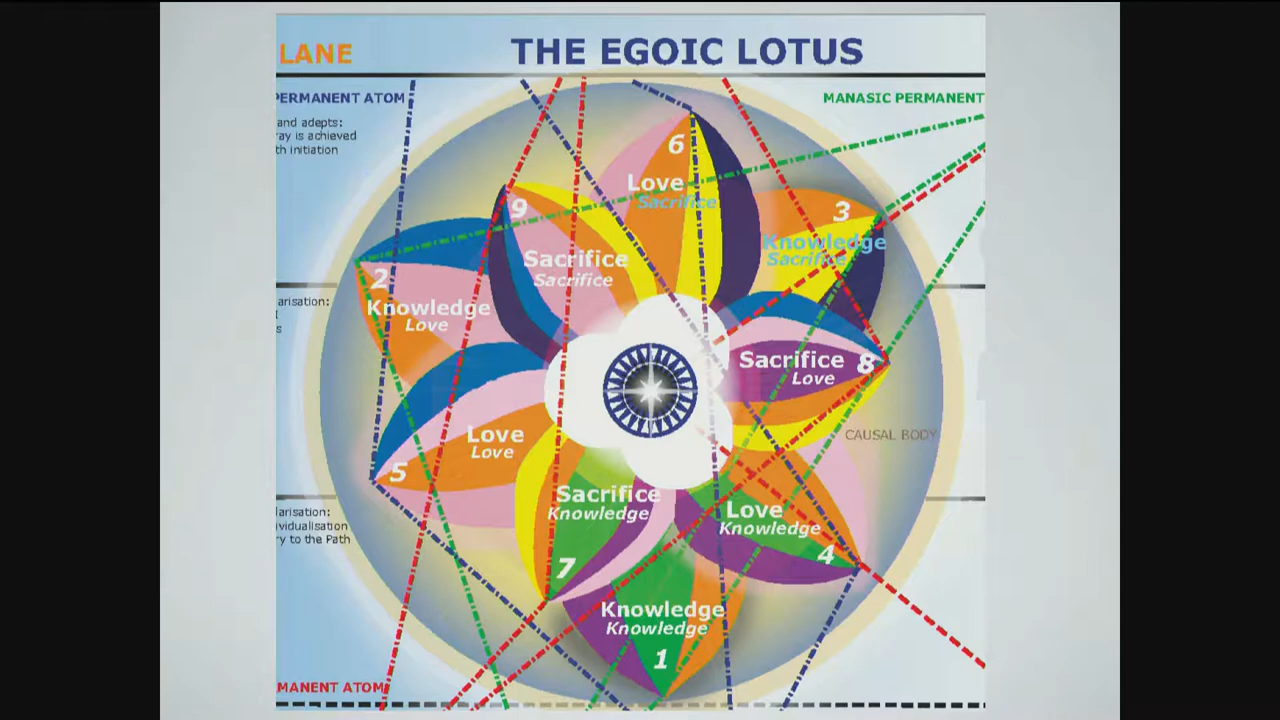 LANE
THE EGOIC LOTUS
PERMANENT ATOM
MANASIC PERMANENT
and adepts:
ray is achieved
th initiation
6
Love
Sacrifice
9
Sacrifice
Sacrifice
3
Knowledge
Sacrifice
2
Knowledge
Love
arisation:
s
Sacrifice 8
Love
CAUSAL BODY
Love
Love
5
Sacrifice
Knowledge
7
Love
Knowledge
4
larisation:
ividualisation
ry to the Path
Knowledge
Knowledge
1
MANENT ATOM